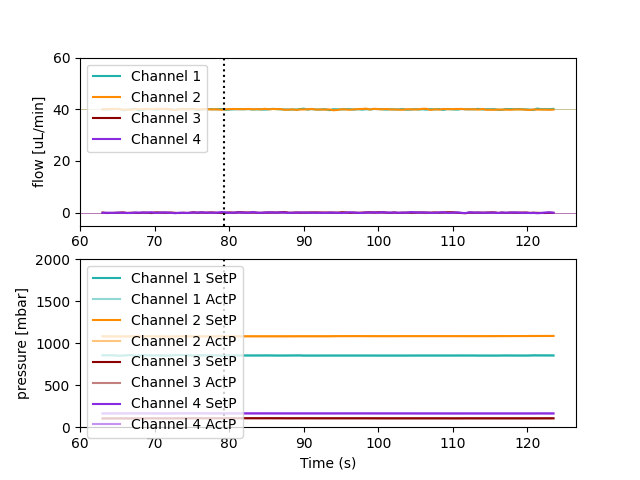 60
40
20
0
flow [uL/min]
Channel 1
Channel 2
Channel 3
Channel 4
60 70 80 90 100 110 120
2000
1500
1000
500
0
pressure [mbar]
Channel 1 SetP
Channel 1 ActP
Channel 2 SetP
Channel 2 ActP
Channel 3 SetP
Channel 3 ActP
Channel 4 SetP
Channel 4 ActP
60 70 80 90 100 110 120
Time (s)